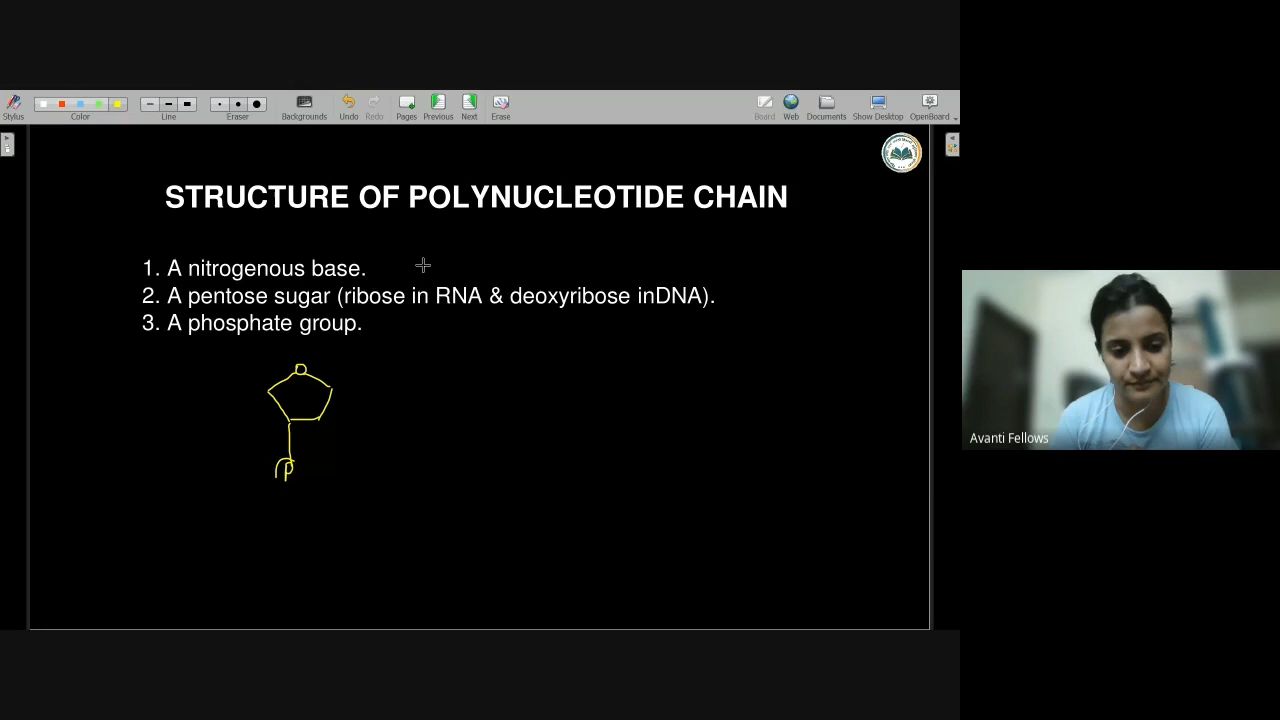 Stylus
Color
Line
Eraser
Backgrounds
Undo
Redo
Pages
Previous
Next
Erase
Board
Web
Documents
Show Desktop
OpenBoard
STRUCTURE OF POLYNUCLEOTIDE CHAIN
1. A nitrogenous base.
2. A pentose sugar (ribose in RNA & deoxyribose inDNA).
3. A phosphate group.
O
P
Avanti Fellows